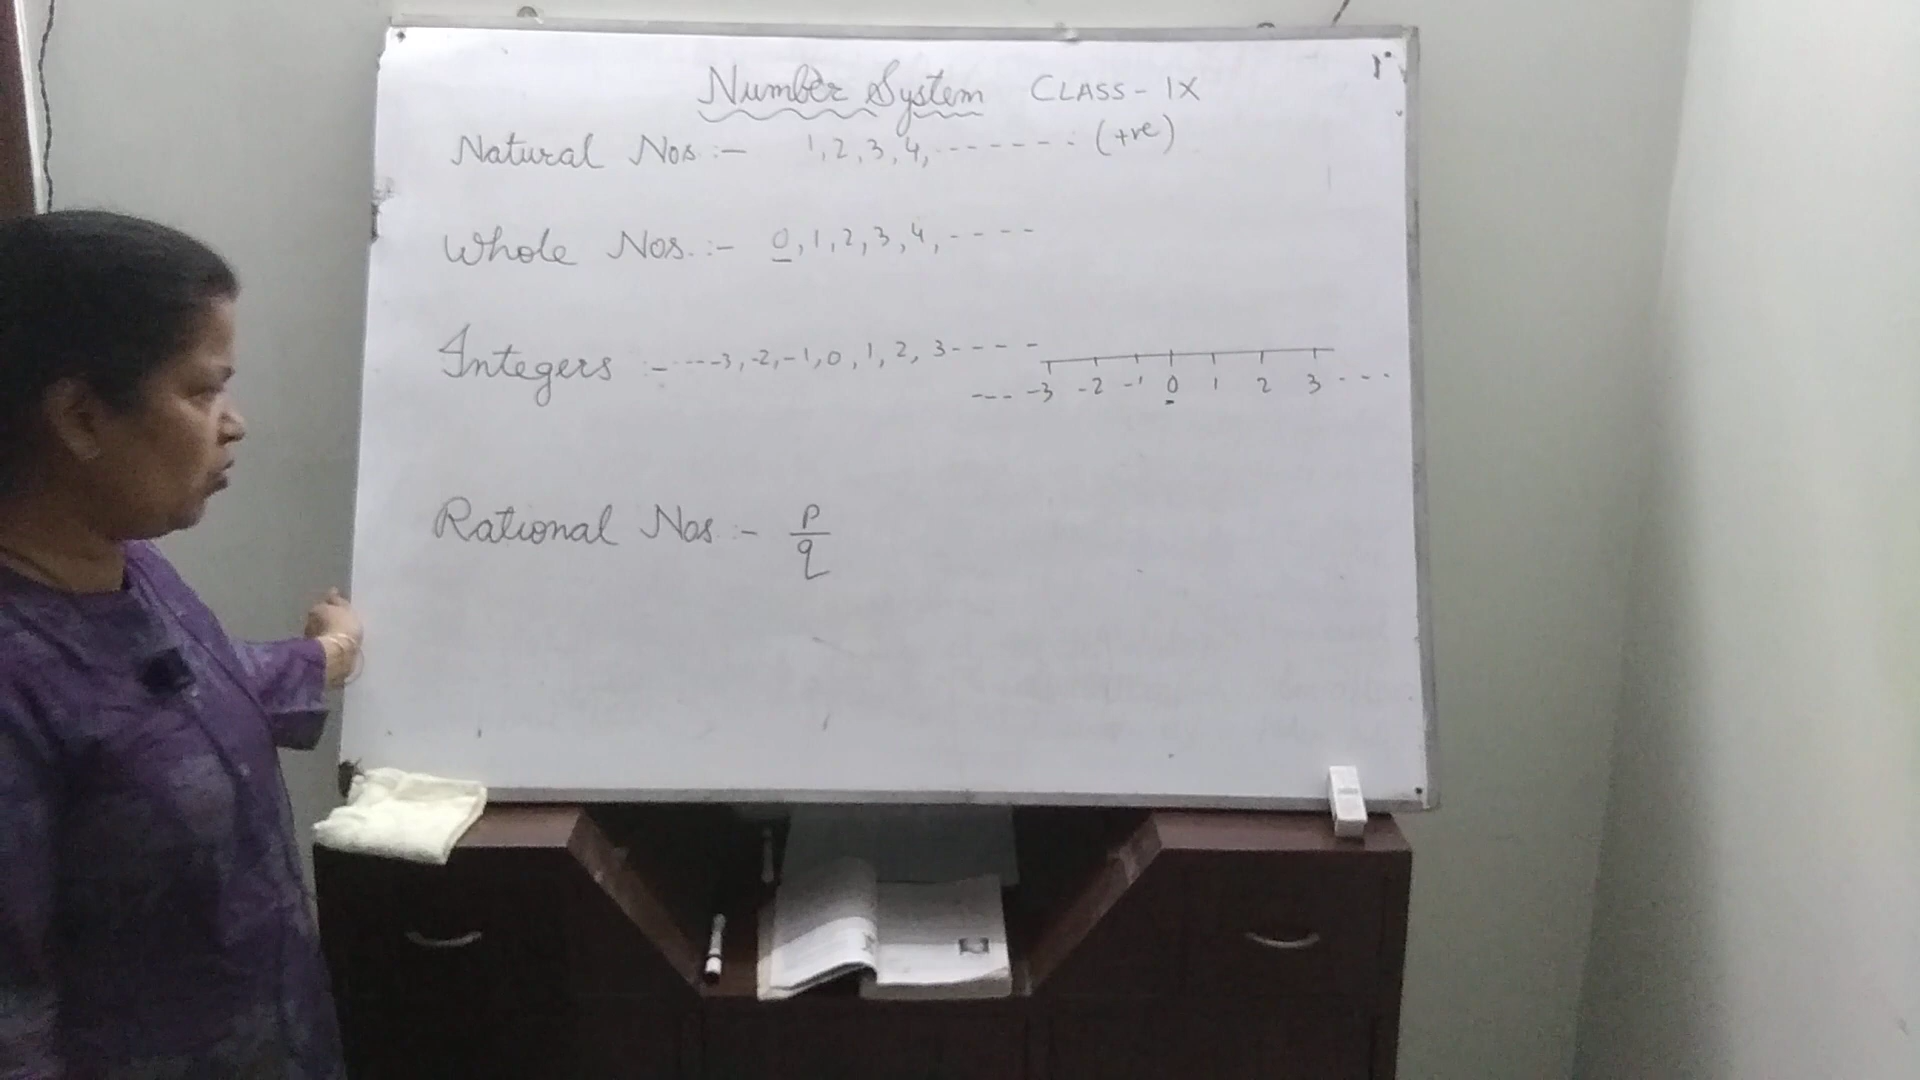 Number System CLASS - IX
Natural Nos :- 1, 2, 3, 4, ------- (+ve)
Whole Nos. :- 0, 1, 2, 3, 4, ----
Integers :- -----3, -2, -1, 0, 1, 2, 3----
--- -3 -2 -1 0 1 2 3 ---
Rational Nos :- p/q